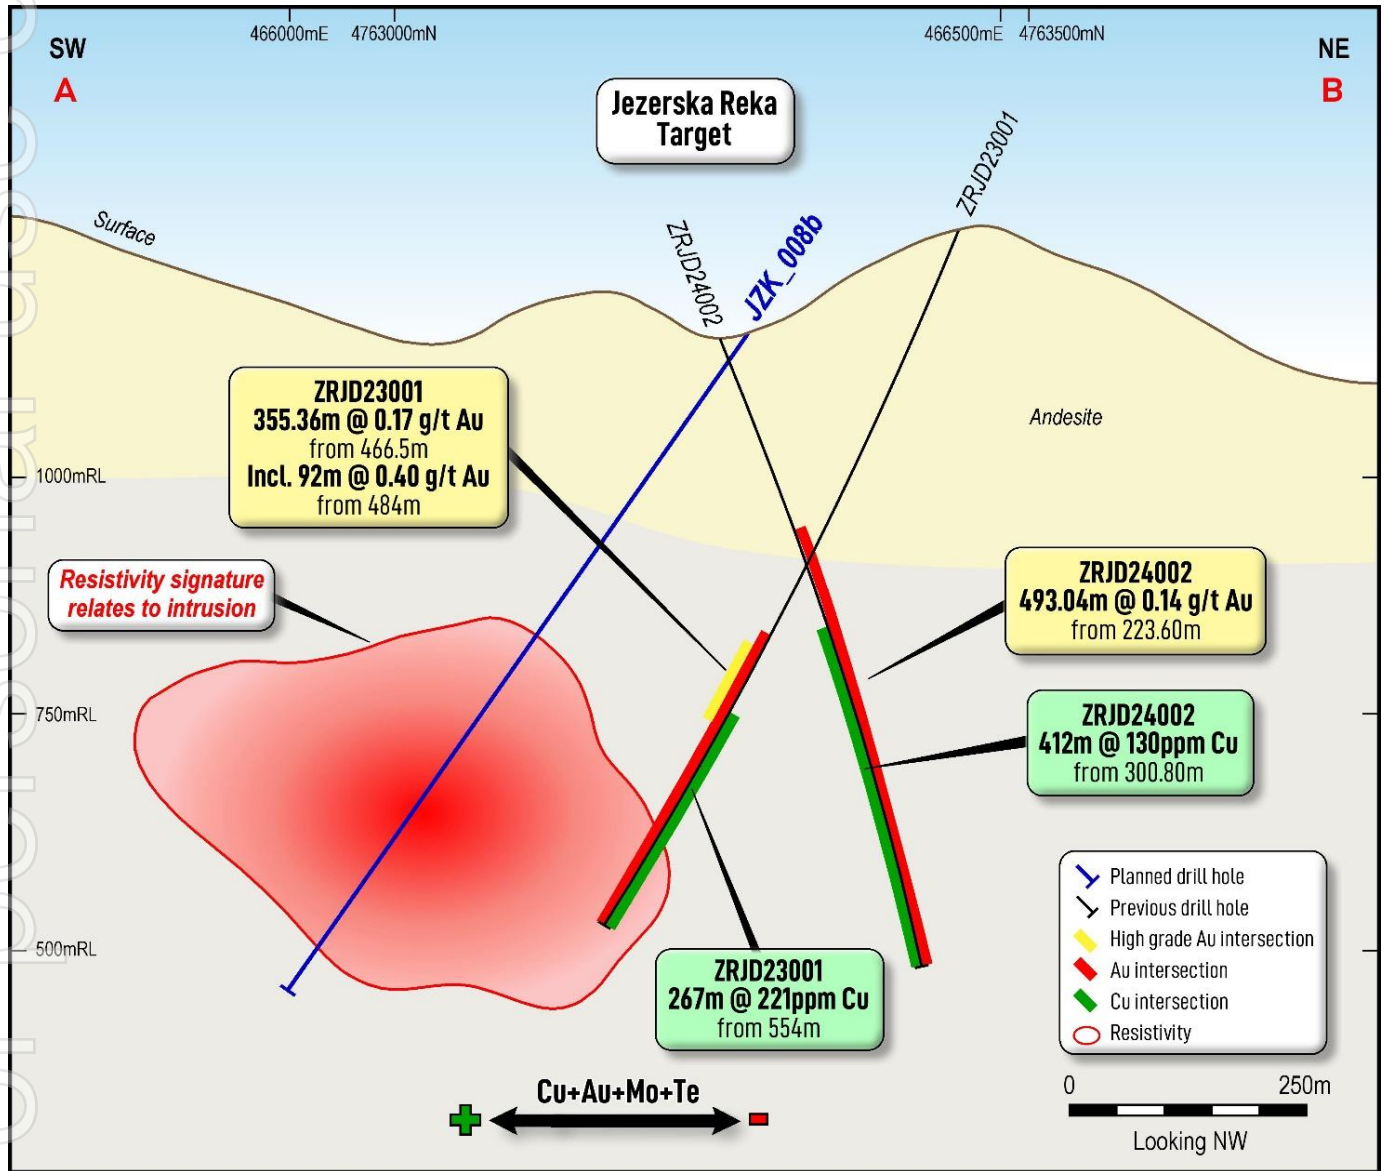 466000mE 4763000mN 466500mE 4763500mN
SW
NE
A
B
Jezerska Reka
Target
ZRJD23001
Surface
ZRJD24002
JZK_008b
ZRJD23001
355.36m @ 0.17 g/t Au
from 466.5m
Incl. 92m @ 0.40 g/t Au
from 484m
Andesite
1000mRL
Resistivity signature
relates to intrusion
ZRJD24002
493.04m @ 0.14 g/t Au
from 223.60m
750mRL
ZRJD24002
412m @ 130ppm Cu
from 300.80m
500mRL
ZRJD23001
267m @ 221ppm Cu
from 554m
Planned drill hole
Previous drill hole
High grade Au intersection
Au intersection
Cu intersection
Resistivity
Cu+Au+Mo+Te
0 250m
Looking NW